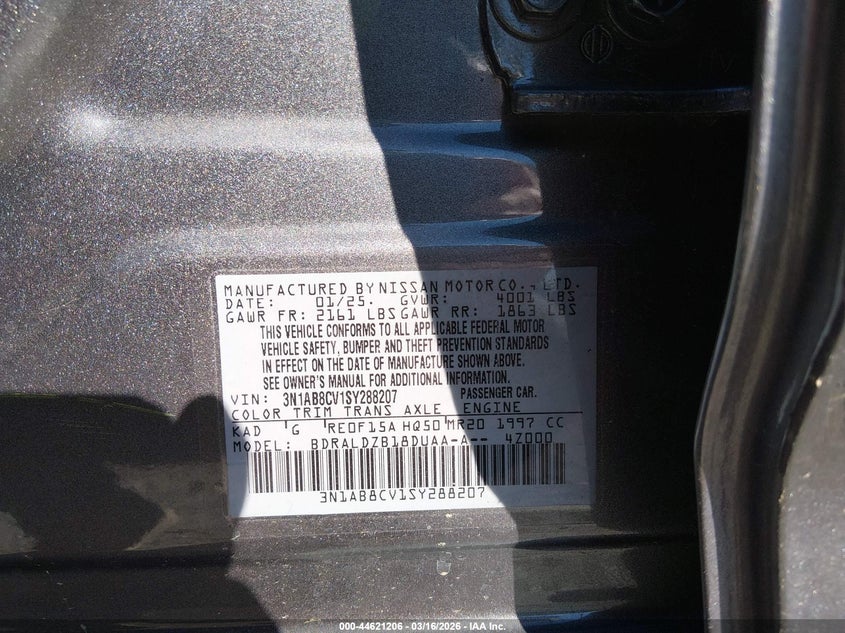 MANUFACTURED BY NISSAN MOTOR CO., LTD.
DATE: 01/25. GVWR: 4001 LBS
GAWR FR: 2161 LBS GAWR RR: 1863 LBS
THIS VEHICLE CONFORMS TO ALL APPLICABLE FEDERAL MOTOR
VEHICLE SAFETY, BUMPER AND THEFT PREVENTION STANDARDS
IN EFFECT ON THE DATE OF MANUFACTURE SHOWN ABOVE.
SEE OWNER'S MANUAL FOR ADDITIONAL INFORMATION.
VIN: 3N1AB8CV1SY288207 PASSENGER CAR.
COLOR TRIM TRANS AXLE ENGINE
KAD G RE0F15A HQ50 MR20 1997 CC
MODEL: BDRALDZB18DUAA-A-- 4Z000
3N1AB8CV1SY288207
000-44621206 - 03/16/2026 - IAA Inc.